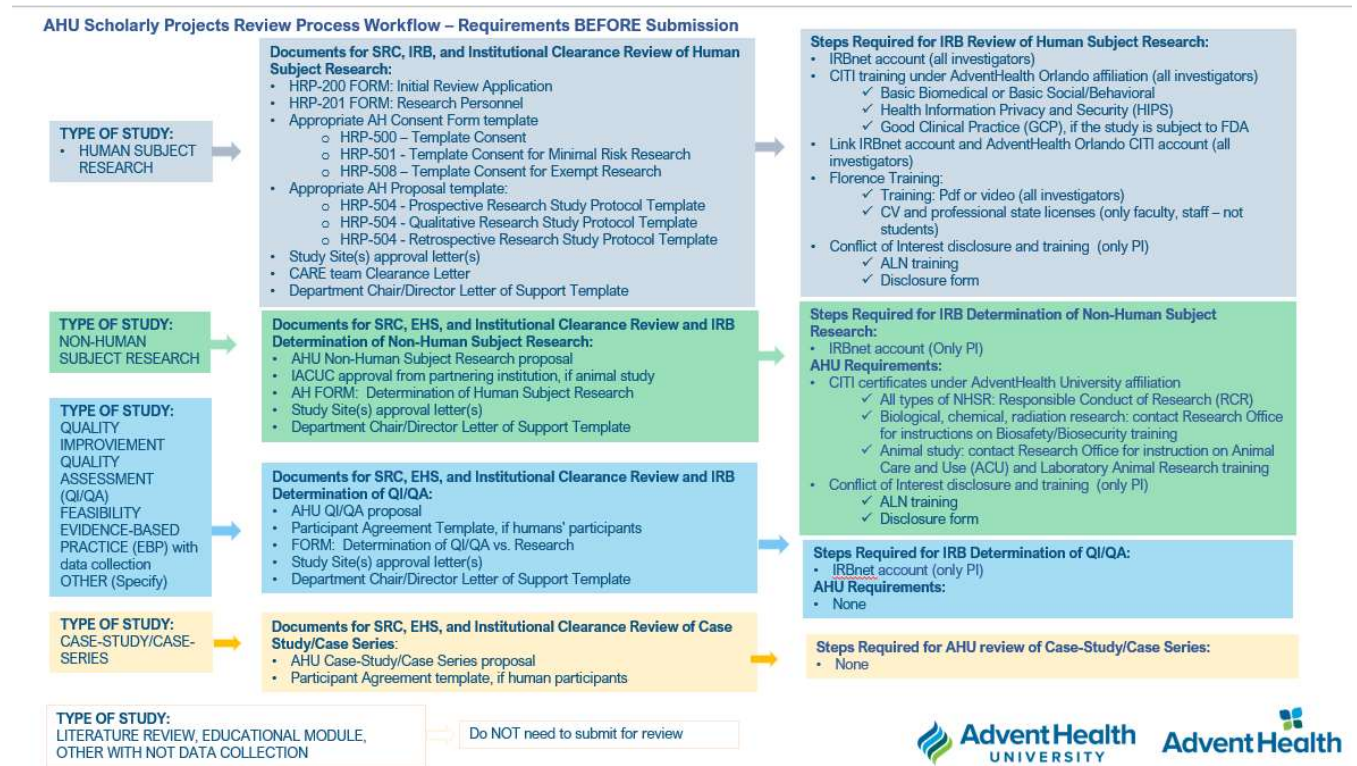 AHU Scholarly Projects Review Process Workflow – Requirements BEFORE Submission
TYPE OF STUDY:
• HUMAN SUBJECT
RESEARCH
Documents for SRC, IRB, and Institutional Clearance Review of Human
Subject Research:
• HRP-200 FORM: Initial Review Application
• HRP-201 FORM: Research Personnel
• Appropriate AH Consent Form template
o HRP-500 – Template Consent
o HRP-501 - Template Consent for Minimal Risk Research
o HRP-508 – Template Consent for Exempt Research
• Appropriate AH Proposal template:
o HRP-504 - Prospective Research Study Protocol Template
o HRP-504 - Qualitative Research Study Protocol Template
o HRP-504 - Retrospective Research Study Protocol Template
• Study Site(s) approval letter(s)
• CARE team Clearance Letter
• Department Chair/Director Letter of Support Template
Steps Required for IRB Review of Human Subject Research:
• IRBnet account (all investigators)
• CITI training under AdventHealth Orlando affiliation (all investigators)
✓ Basic Biomedical or Basic Social/Behavioral
✓ Health Information Privacy and Security (HIPS)
✓ Good Clinical Practice (GCP), if the study is subject to FDA
• Link IRBnet account and AdventHealth Orlando CITI account (all
investigators)
• Florence Training:
✓ Training: Pdf or video (all investigators)
✓ CV and professional state licenses (only faculty, staff – not
students)
• Conflict of Interest disclosure and training (only PI)
✓ ALN training
✓ Disclosure form
TYPE OF STUDY:
NON-HUMAN
SUBJECT RESEARCH
Documents for SRC, EHS, and Institutional Clearance Review and IRB
Determination of Non-Human Subject Research:
• AHU Non-Human Subject Research proposal
• IACUC approval from partnering institution, if animal study
• AH FORM: Determination of Human Subject Research
• Study Site(s) approval letter(s)
• Department Chair/Director Letter of Support Template
Steps Required for IRB Determination of Non-Human Subject
Research:
• IRBnet account (Only PI)
AHU Requirements:
• CITI certificates under AdventHealth University affiliation
✓ All types of NHSR: Responsible Conduct of Research (RCR)
✓ Biological, chemical, radiation research: contact Research Office
for instructions on Biosafety/Biosecurity training
✓ Animal study: contact Research Office for instruction on Animal
Care and Use (ACU) and Laboratory Animal Research training
• Conflict of Interest disclosure and training (only PI)
✓ ALN training
✓ Disclosure form
TYPE OF STUDY:
QUALITY
IMPROVIEMENT
QUALITY
ASSESSMENT
(QI/QA)
FEASIBILITY
EVIDENCE-BASED
PRACTICE (EBP) with
data collection
OTHER (Specify)
Documents for SRC, EHS, and Institutional Clearance Review and IRB
Determination of QI/QA:
• AHU QI/QA proposal
• Participant Agreement Template, if humans' participants
• FORM: Determination of QI/QA vs. Research
• Study Site(s) approval letter(s)
• Department Chair/Director Letter of Support Template
Steps Required for IRB Determination of QI/QA:
• IRBnet account (only PI)
AHU Requirements:
• None
TYPE OF STUDY:
CASE-STUDY/CASE-
SERIES
Documents for SRC, EHS, and Institutional Clearance Review of Case
Study/Case Series:
• AHU Case-Study/Case Series proposal
• Participant Agreement template, if human participants
Steps Required for AHU review of Case-Study/Case Series:
• None
TYPE OF STUDY:
LITERATURE REVIEW, EDUCATIONAL MODULE,
OTHER WITH NOT DATA COLLECTION
Do NOT need to submit for review
AdventHealth
UNIVERSITY
AdventHealth